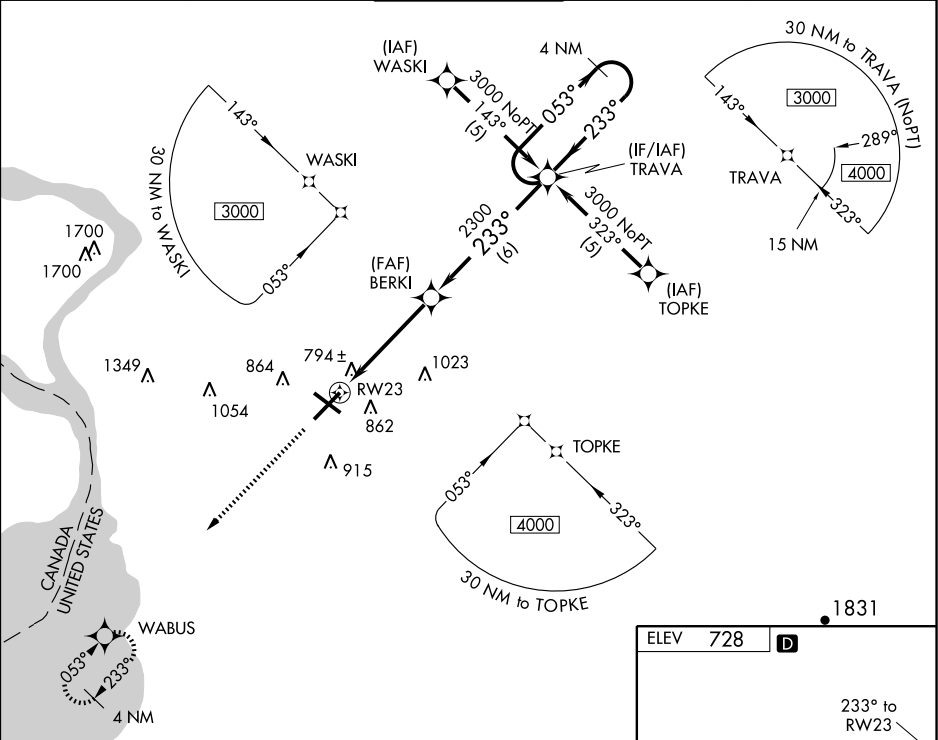 (IAF)
WASKI
3000 NoPT
143°
(5)
4 NM
053°
233°
(IF/IAF)
TRAVA
30 NM to TRAVA (NoPT)
143°
3000
289°
4000
TRAVA
323°
15 NM
143°
WASKI
30 NM to WASKI
3000
053°
2300
233°
(6)
3000 NoPT
323°
(5)
(IAF)
TOPKE
(FAF)
BERKI
1700
1700
1349
1054
864
794 ±
1023
RW23
862
915
TOPKE
053°
323°
4000
30 NM to TOPKE
CANADA
UNITED STATES
WABUS
053°
233°
4 NM
1831
ELEV 728
D
233° to
RW23